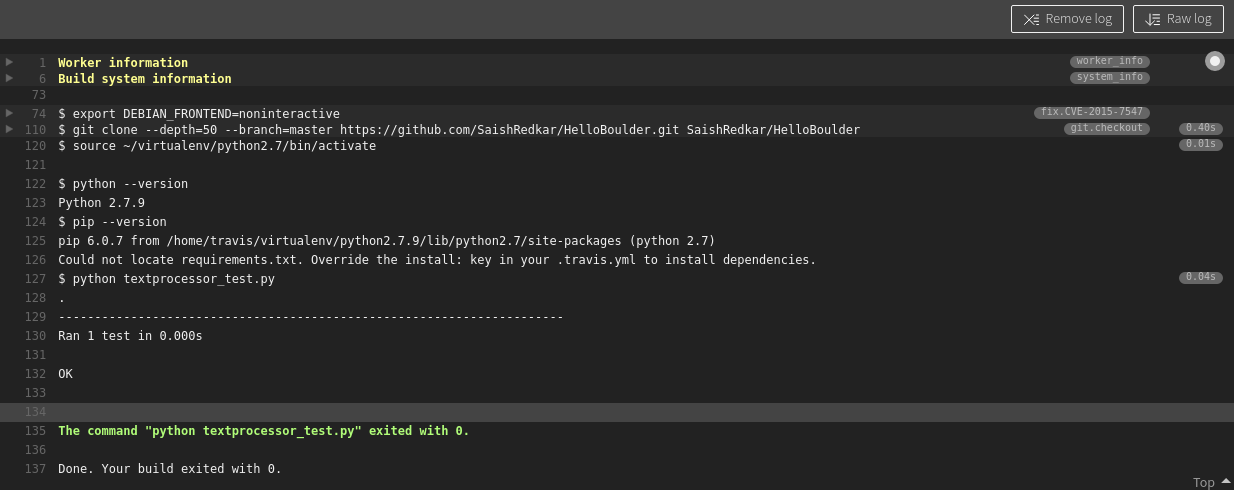 Remove log Raw log
1 Worker information worker_info
6 Build system information system_info
73
74 $ export DEBIAN_FRONTEND=noninteractive fix.CVE-2015-7547
110 $ git clone --depth=50 --branch=master https://github.com/SaishRedkar/HelloBoulder.git SaishRedkar/HelloBoulder git.checkout 0.40s
120 $ source ~/virtualenv/python2.7/bin/activate 0.01s
121
122 $ python --version
123 Python 2.7.9
124 $ pip --version
125 pip 6.0.7 from /home/travis/virtualenv/python2.7.9/lib/python2.7/site-packages (python 2.7)
126 Could not locate requirements.txt. Override the install: key in your .travis.yml to install dependencies.
127 $ python textprocessor_test.py 0.04s
128 .
129 ----------------------------------------------------------------------
130 Ran 1 test in 0.000s
131
132 OK
133
134
135 The command "python textprocessor_test.py" exited with 0.
136
137 Done. Your build exited with 0.
Top